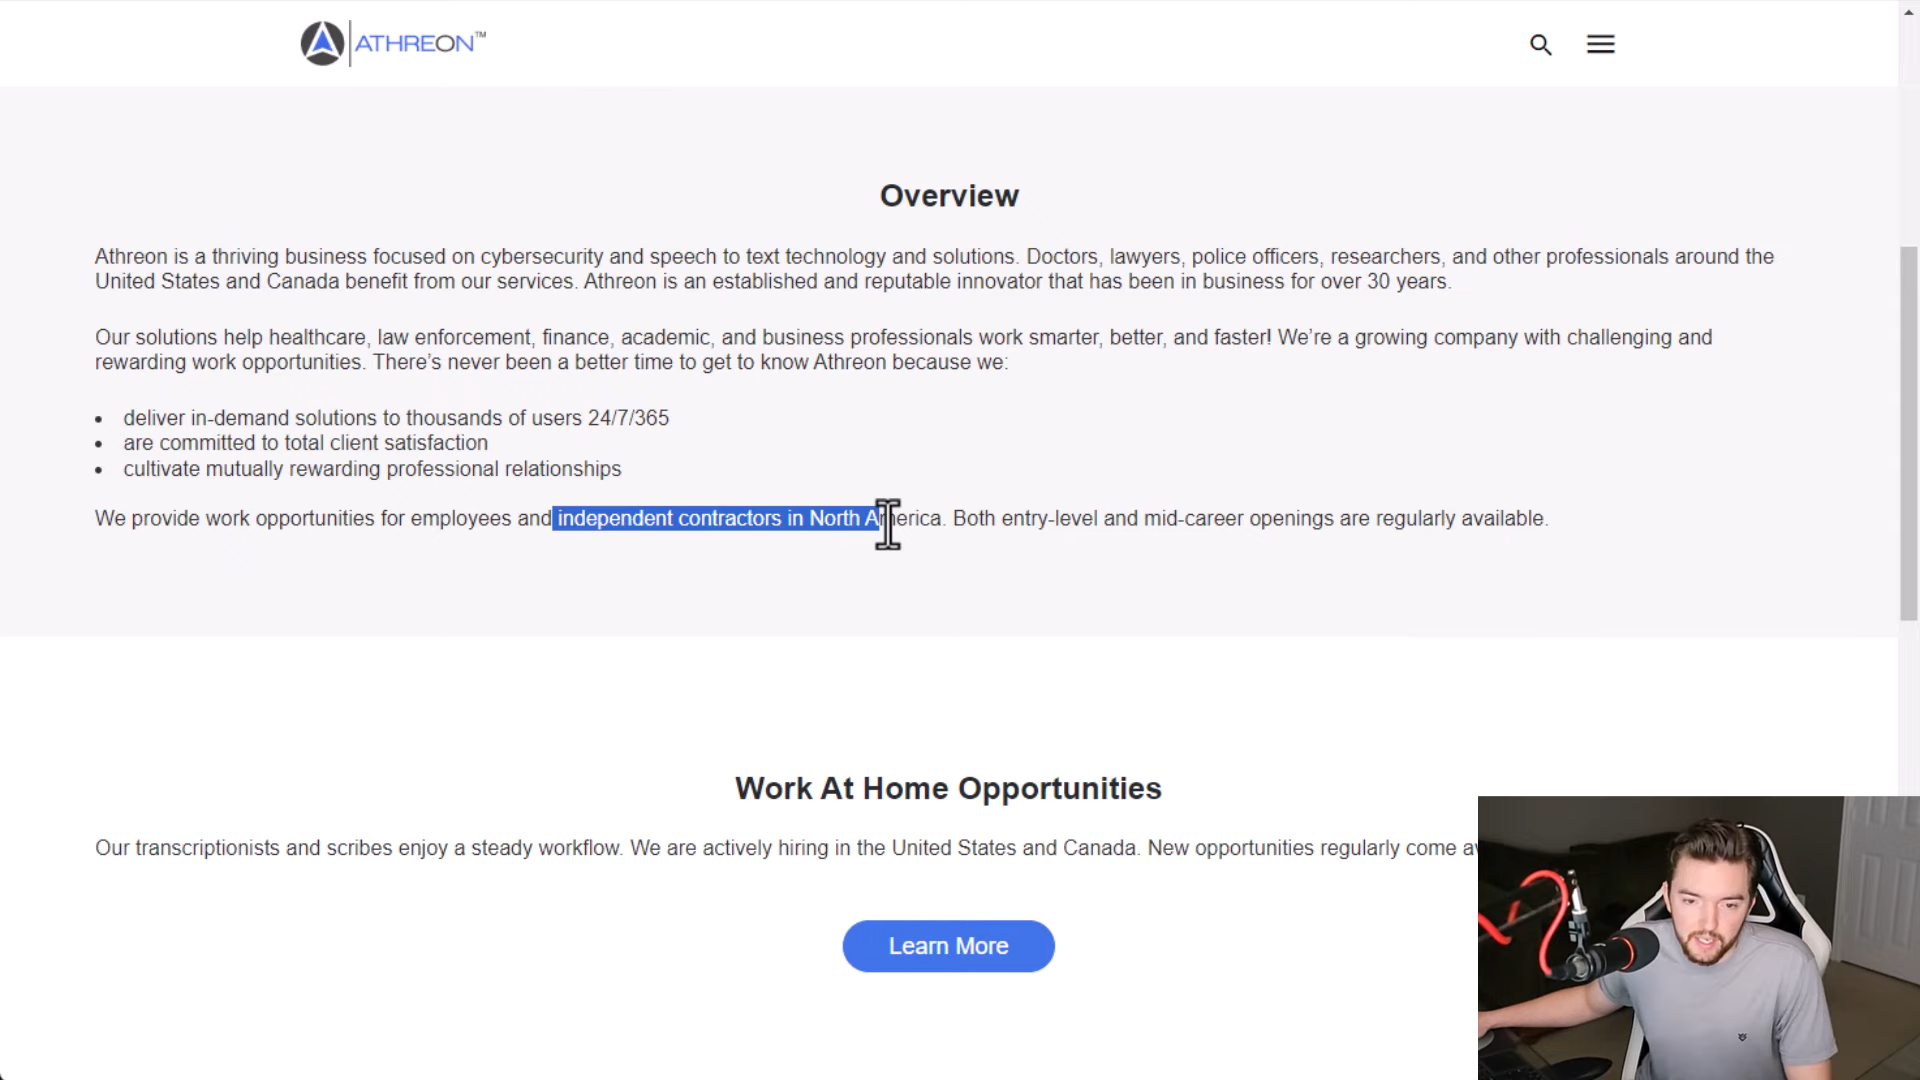 ATHREON™
Overview
Athreon is a thriving business focused on cybersecurity and speech to text technology and solutions. Doctors, lawyers, police officers, researchers, and other professionals around the
United States and Canada benefit from our services. Athreon is an established and reputable innovator that has been in business for over 30 years.
Our solutions help healthcare, law enforcement, finance, academic, and business professionals work smarter, better, and faster! We’re a growing company with challenging and
rewarding work opportunities. There’s never been a better time to get to know Athreon because we:
• deliver in-demand solutions to thousands of users 24/7/365
• are committed to total client satisfaction
• cultivate mutually rewarding professional relationships
We provide work opportunities for employees and independent contractors in North America. Both entry-level and mid-career openings are regularly available.
Work At Home Opportunities
Our transcriptionists and scribes enjoy a steady workflow. We are actively hiring in the United States and Canada. New opportunities regularly come
Learn More